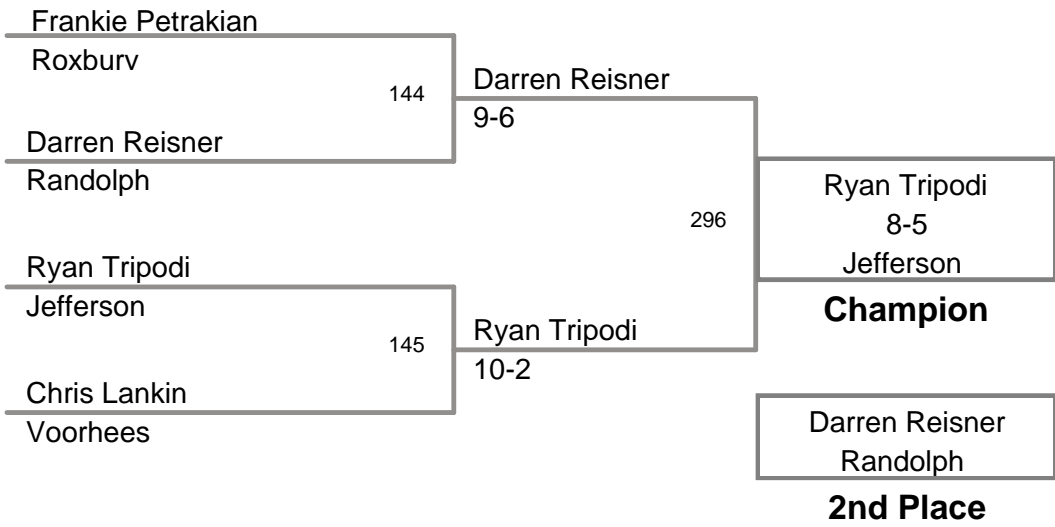 Frankie Petrakian
Roxbury
144
Darren Reisner
9-6
Darren Reisner
Randolph
296
Ryan Tripodi
8-5
Jefferson
Champion
Ryan Tripodi
Jefferson
145
Ryan Tripodi
10-2
Chris Lankin
Voorhees
Darren Reisner
Randolph
2nd Place